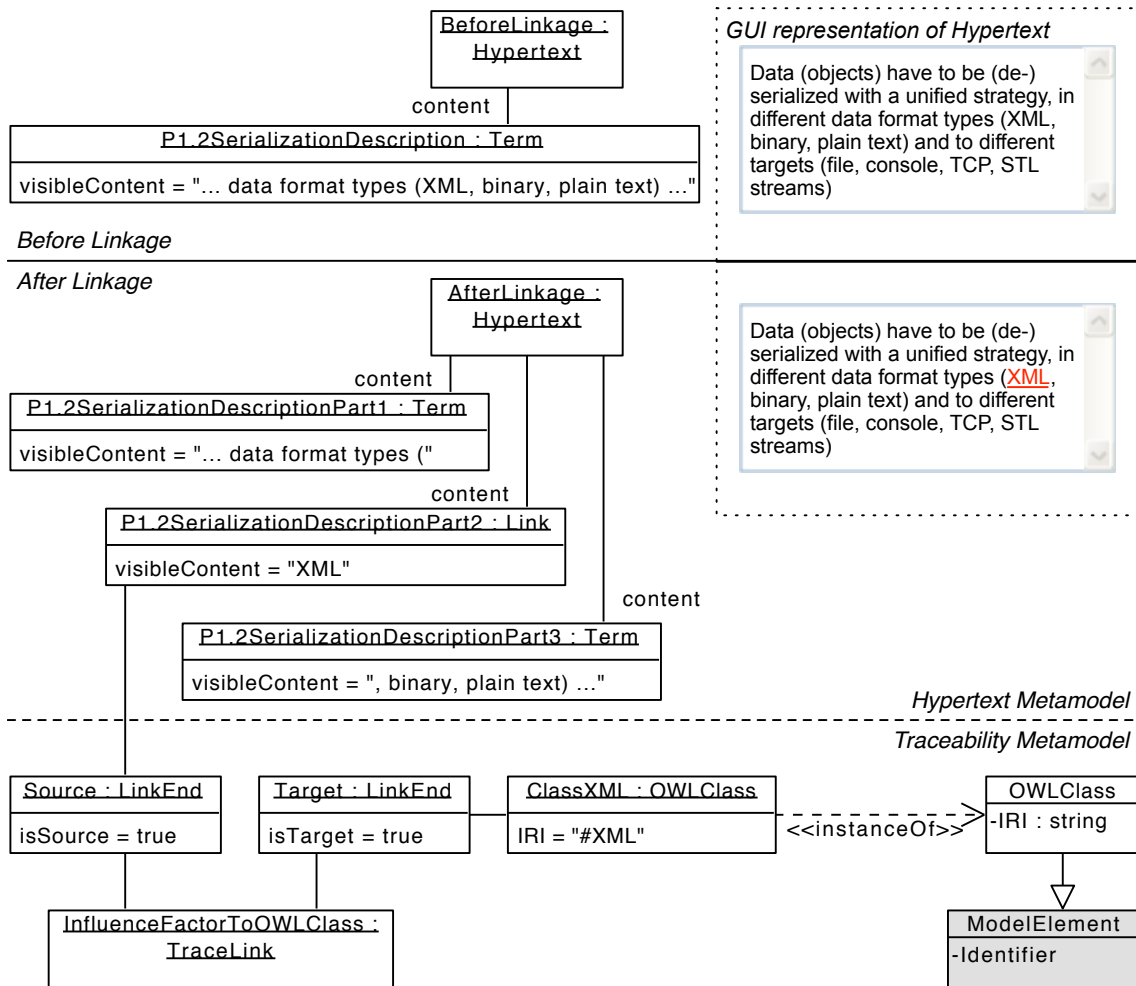 BeforeLinkage :
Hypertext
content
P1.2SerializationDescription : Term
visibleContent = "... data format types (XML, binary, plain text) ..."
GUI representation of Hypertext
Data (objects) have to be (de-)
serialized with a unified strategy, in
different data format types (XML,
binary, plain text) and to different
targets (file, console, TCP, STL
streams)
Before Linkage
After Linkage
AfterLinkage :
Hypertext
content
P1.2SerializationDescriptionPart1 : Term
visibleContent = "... data format types ("
content
P1.2SerializationDescriptionPart2 : Link
visibleContent = "XML"
content
P1.2SerializationDescriptionPart3 : Term
visibleContent = ", binary, plain text) ..."
Data (objects) have to be (de-)
serialized with a unified strategy, in
different data format types (XML,
binary, plain text) and to different
targets (file, console, TCP, STL
streams)
Hypertext Metamodel
Traceability Metamodel
Source : LinkEnd
isSource = true
Target : LinkEnd
isTarget = true
ClassXML : OWLClass
IRI = "#XML"
<<instanceOf>>
OWLClass
-IRI : string
InfluenceFactorToOWLClass :
TraceLink
ModelElement
-Identifier